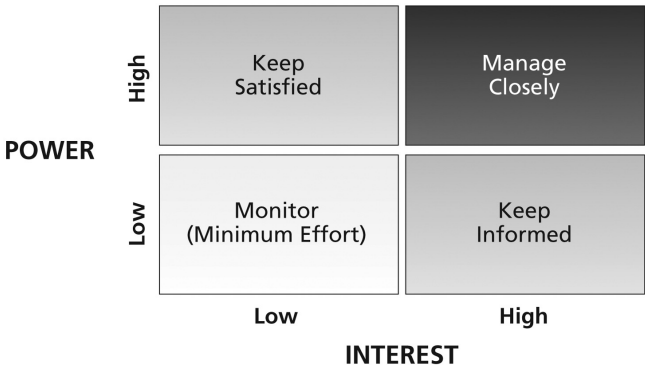 High
Keep
Satisfied
Manage
Closely
POWER
Low
Monitor
(Minimum Effort)
Keep
Informed
Low
High
INTEREST